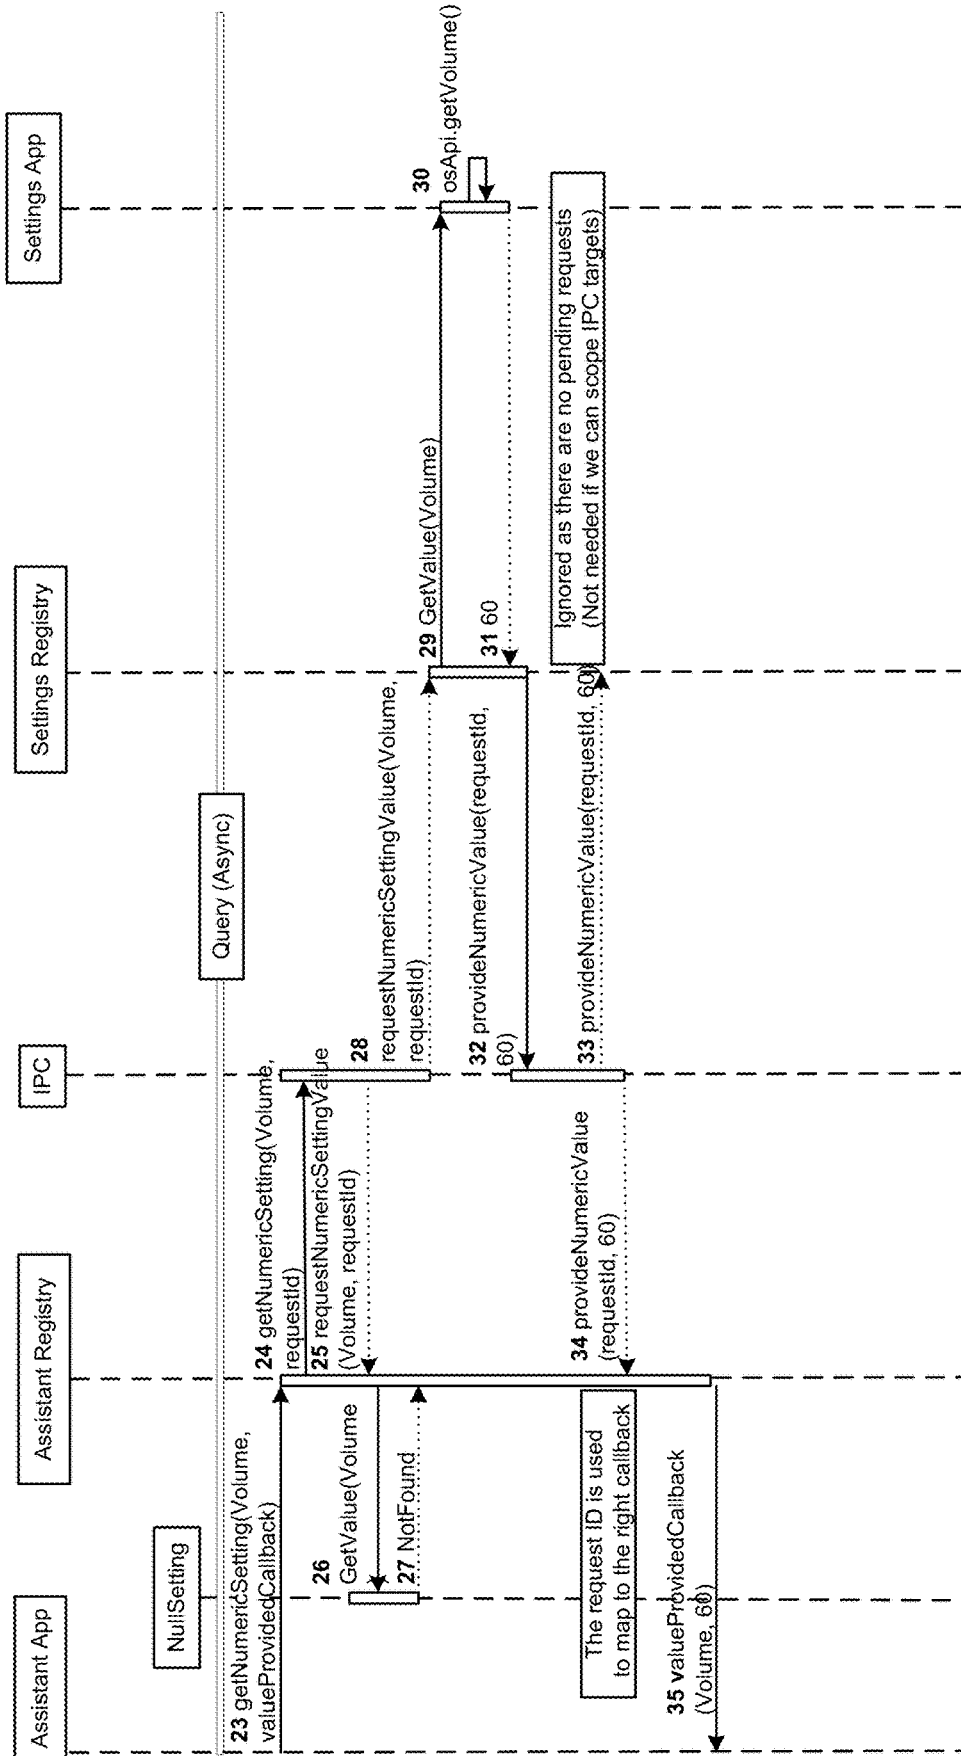 Assistant App
NullSetting
Assistant Registry
IPC
Settings Registry
Settings App
Query (Async)
23 getNumericSetting(Volume,
valueProvidedCallback)
24 getNumericSetting(Volume,
requestId)
25 requestNumericSettingValue
(Volume, requestId)
26
GetValue(Volume
27 NotFound
28
requestNumericSettingValue(Volume,
requestId)
29 GetValue(Volume)
30
osApi.getVolume()
31 60
32 provideNumericValue(requestId,
60)
33 provideNumericValue(requestId, 60)
Ignored as there are no pending requests
(Not needed if we can scope IPC targets)
34 provideNumericValue
(requestId, 60)
The request ID is used
to map to the right callback
35 valueProvidedCallback
(Volume, 60)